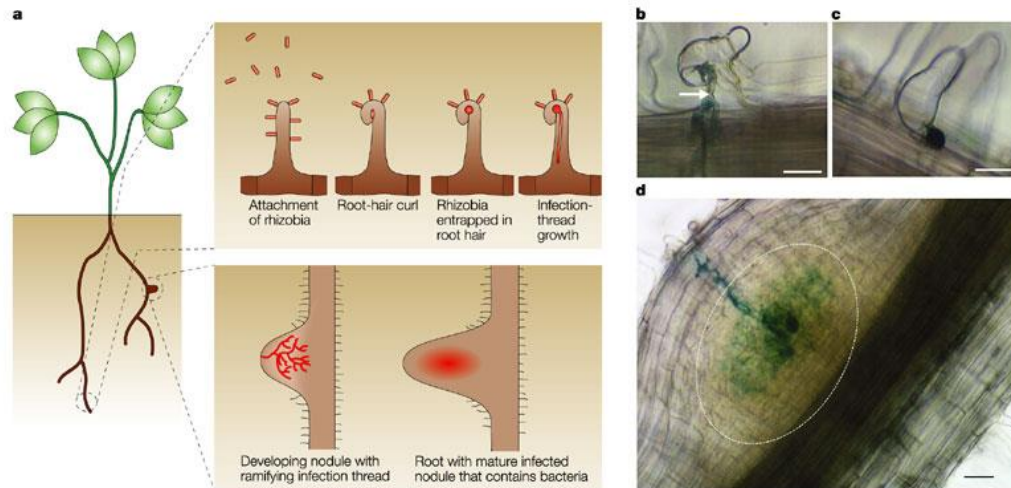 a
b
c
Attachment
of rhizobia
Root-hair curl
Rhizobia
entrapped in
root hair
Infection-
thread
growth
d
Developing nodule with
ramifying infection thread
Root with mature infected
nodule that contains bacteria